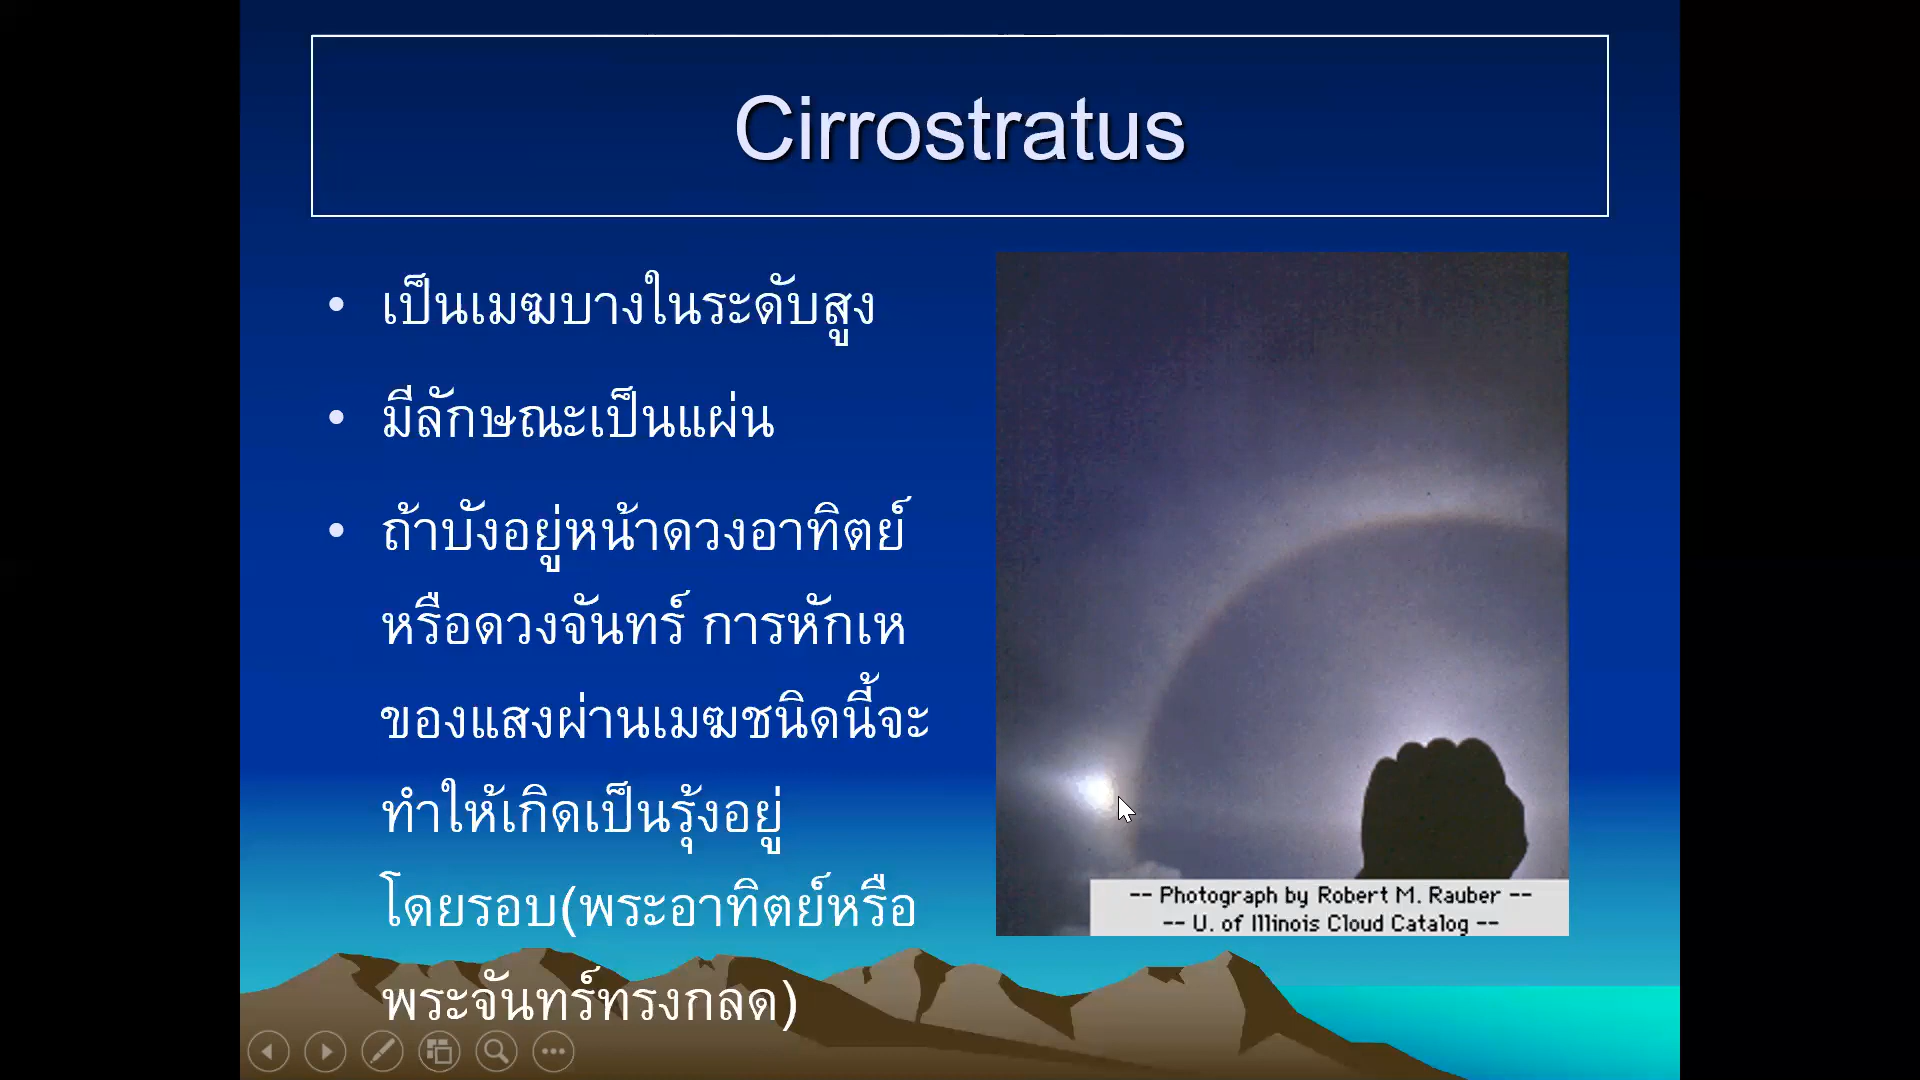 Cirrostratus
• เป็นเมฆบางในระดับสูง
• มีลักษณะเป็นแผ่น
• ถ้าบังอยู่หน้าดวงอาทิตย์
หรือดวงจันทร์ การหักเห
ของแสงผ่านเมฆชนิดนี้จะ
ทำให้เกิดเป็นรุ้งอยู่
โดยรอบ(พระอาทิตย์หรือ
พระจันทร์ทรงกลด)
-- Photograph by Robert M. Rauber --
-- U. of Illinois Cloud Catalog --